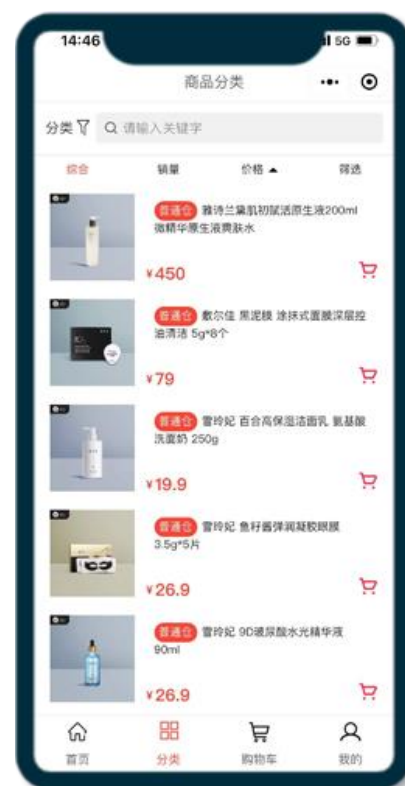 14:46
5G
商品分类
分类
请输入关键字
综合 销量 价格 筛选
普通仓 雅诗兰黛肌初赋活原生液200ml
微精华原生液爽肤水
¥450
普通仓 敷尔佳 黑泥膜 涂抹式面膜深层控
油清洁 5g*8个
¥79
普通仓 雪玲妃 百合高保湿洁面乳 氨基酸
洗面奶 250g
¥19.9
普通仓 雪玲妃 鱼籽酱弹润凝胶眼膜
3.5g*5片
¥26.9
普通仓 雪玲妃 9D玻尿酸水光精华液
90ml
¥26.9
首页 分类 购物车 我的